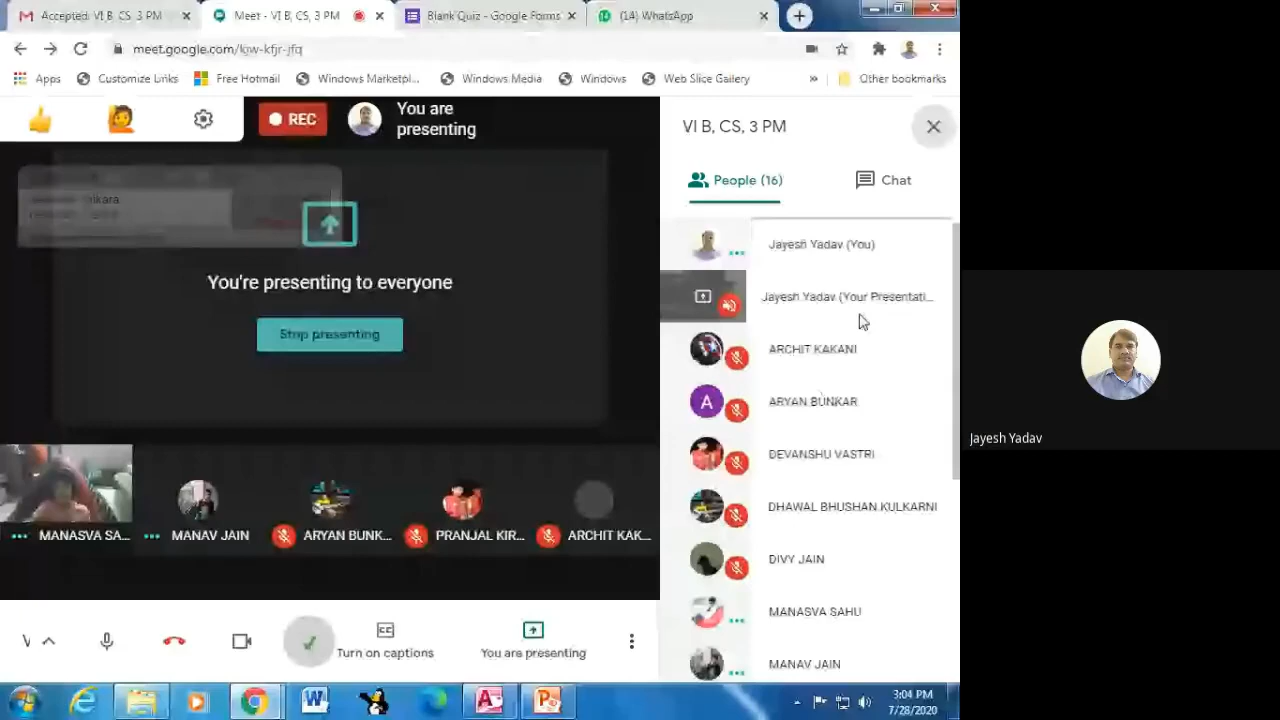 Accepted: VI B, CS, 3 PM
Meet - VI B, CS, 3 PM
Blank Quiz - Google Forms
(14) WhatsApp
meet.google.com/kjw-kfjr-jfq
Apps
Customize Links
Free Hotmail
Windows Marketpl...
Windows Media
Windows
Web Slice Gallery
»
Other bookmarks
REC
You are
presenting
VI B, CS, 3 PM
People (16)
Chat
You're presenting to everyone
Stop presenting
Jayesh Yadav (You)
Jayesh Yadav (Your Presentati...
ARCHIT KAKANI
ARYAN BUNKAR
A
DEVANSHU VASTRI
DHAWAL BHUSHAN KULKARNI
DIVY JAIN
MANASVA SAHU
MANAV JAIN
MANASVA SA...
MANAV JAIN
ARYAN BUNK...
PRANJAL KIR...
ARCHIT KAK...
Jayesh Yadav
Turn on captions
You are presenting
3:04 PM
7/28/2020